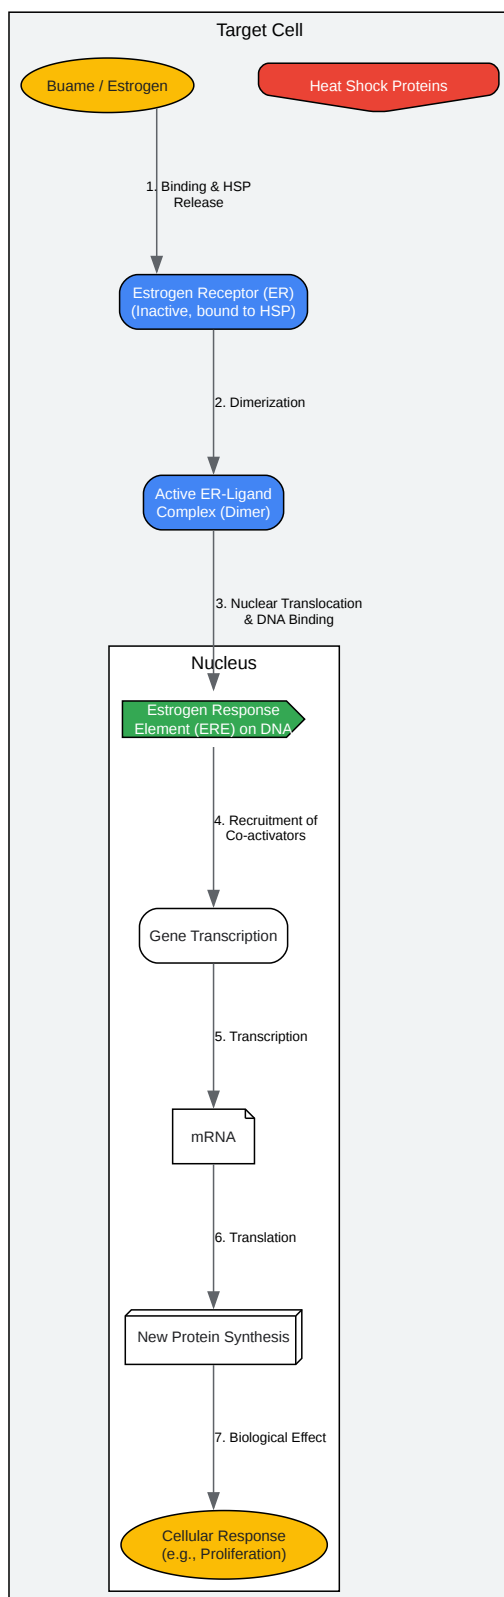 Target Cell
Buame / Estrogen
Heat Shock Proteins
1. Binding & HSP
Release
Estrogen Receptor (ER)
(Inactive, bound to HSP)
2. Dimerization
Active ER-Ligand
Complex (Dimer)
3. Nuclear Translocation
& DNA Binding
Nucleus
Estrogen Response
Element (ERE) on DNA
4. Recruitment of
Co-activators
Gene Transcription
5. Transcription
mRNA
6. Translation
New Protein Synthesis
7. Biological Effect
Cellular Response
(e.g., Proliferation)